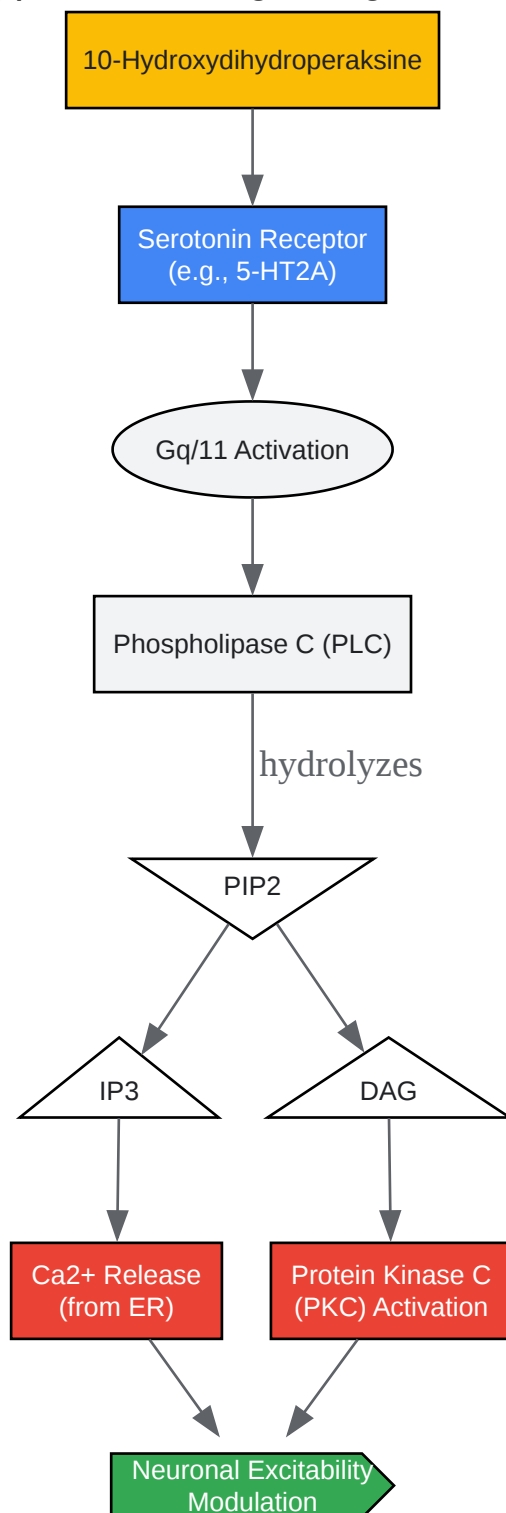 10-Hydroxydihydroperaksine
Serotonin Receptor
(e.g., 5-HT2A)
Gq/11 Activation
Phospholipase C (PLC)
hydrolyzes
PIP2
IP3
DAG
Ca2+ Release
(from ER)
Protein Kinase C
(PKC) Activation
Neuronal Excitability
Modulation